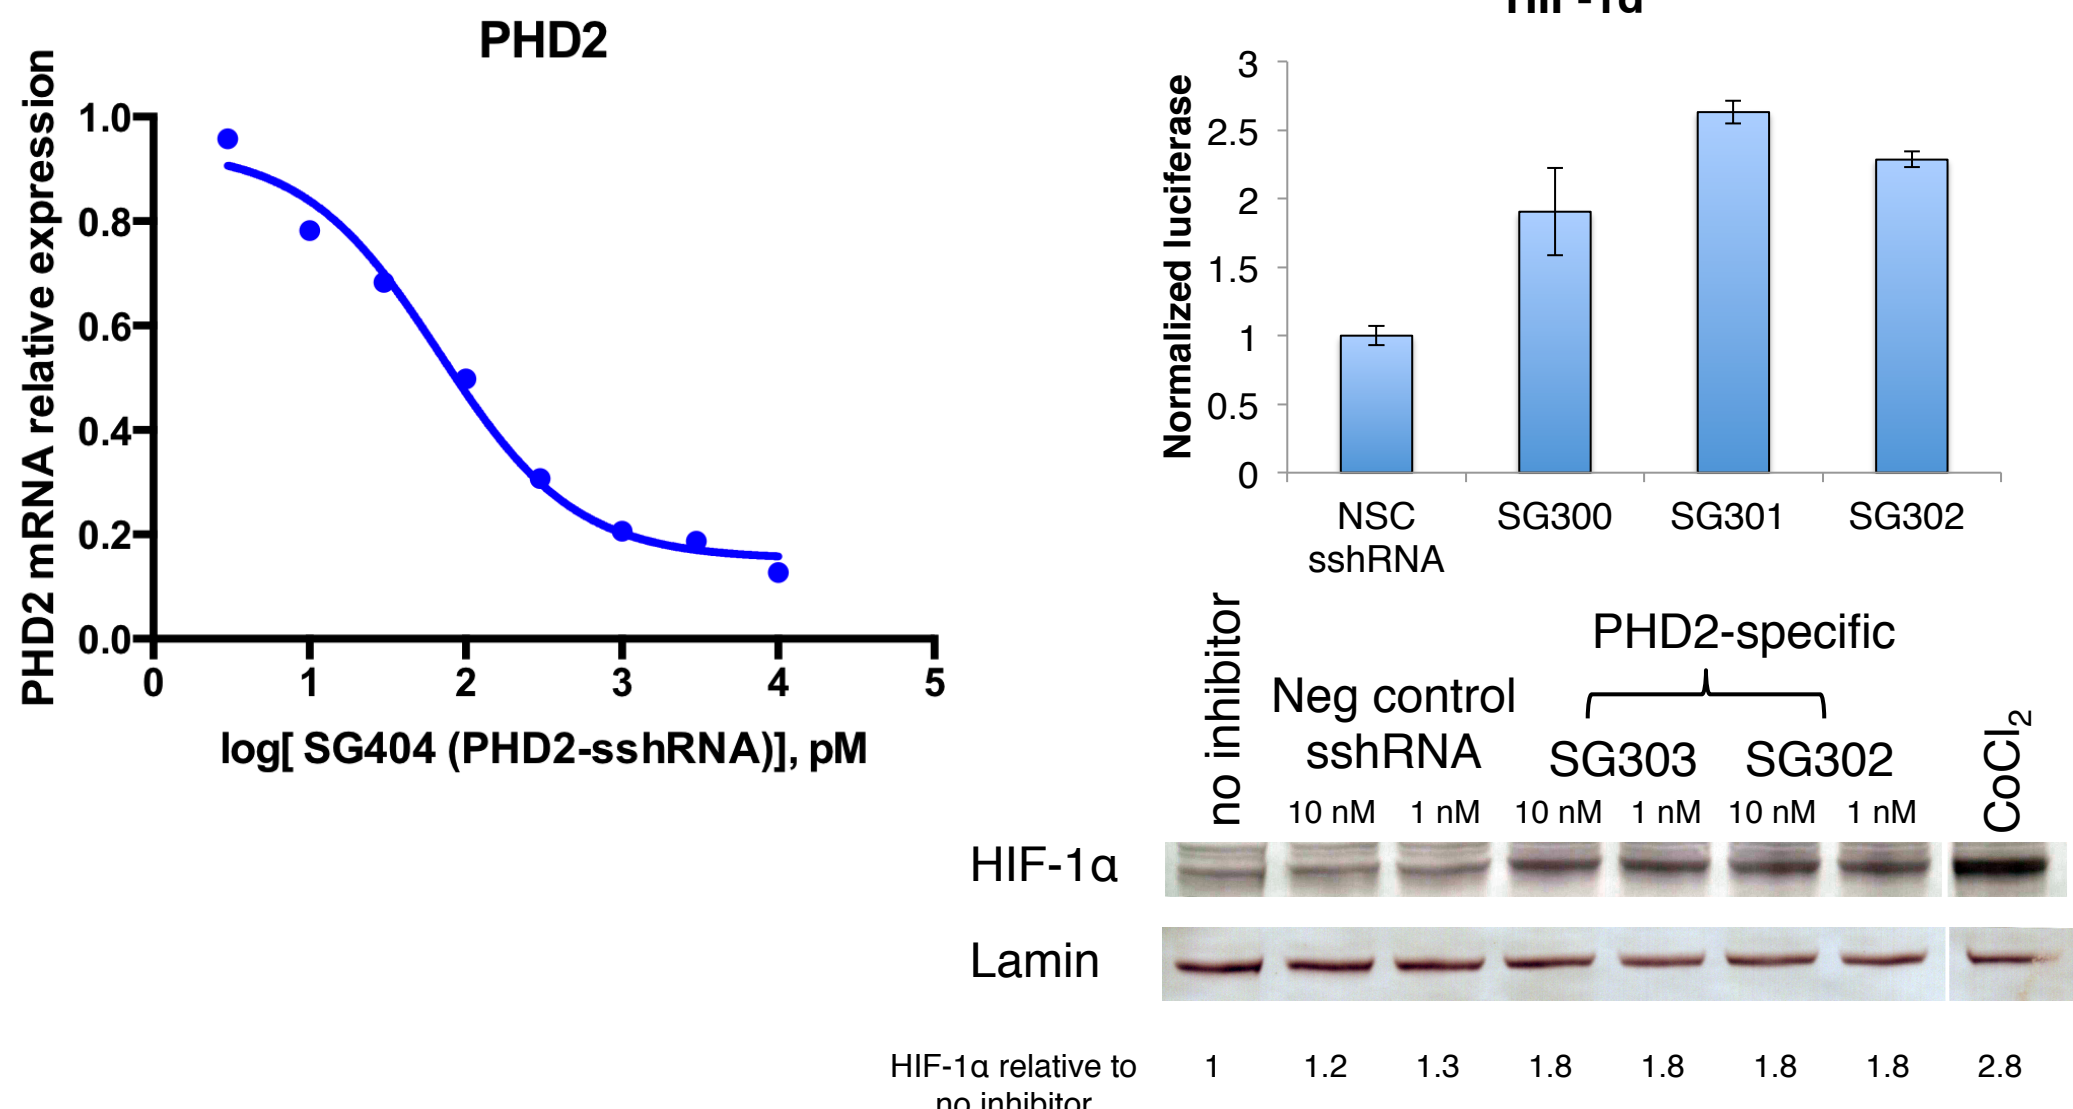 PHD2
PHD2 mRNA relative expression
1.0
0.8
0.6
0.4
0.2
0.0
0 1 2 3 4 5
log[ SG404 (PHD2-sshRNA)], pM
HIF-1α
Normalized luciferase
3
2.5
2
1.5
1
0.5
0
NSC sshRNA SG300 SG301 SG302
no inhibitor
Neg control
sshRNA
PHD2-specific
SG303 SG302
CoCl₂
10 nM 1 nM 10 nM 1 nM 10 nM 1 nM
HIF-1α
Lamin
HIF-1α relative to
no inhibitor
1 1.2 1.3 1.8 1.8 1.8 1.8 2.8